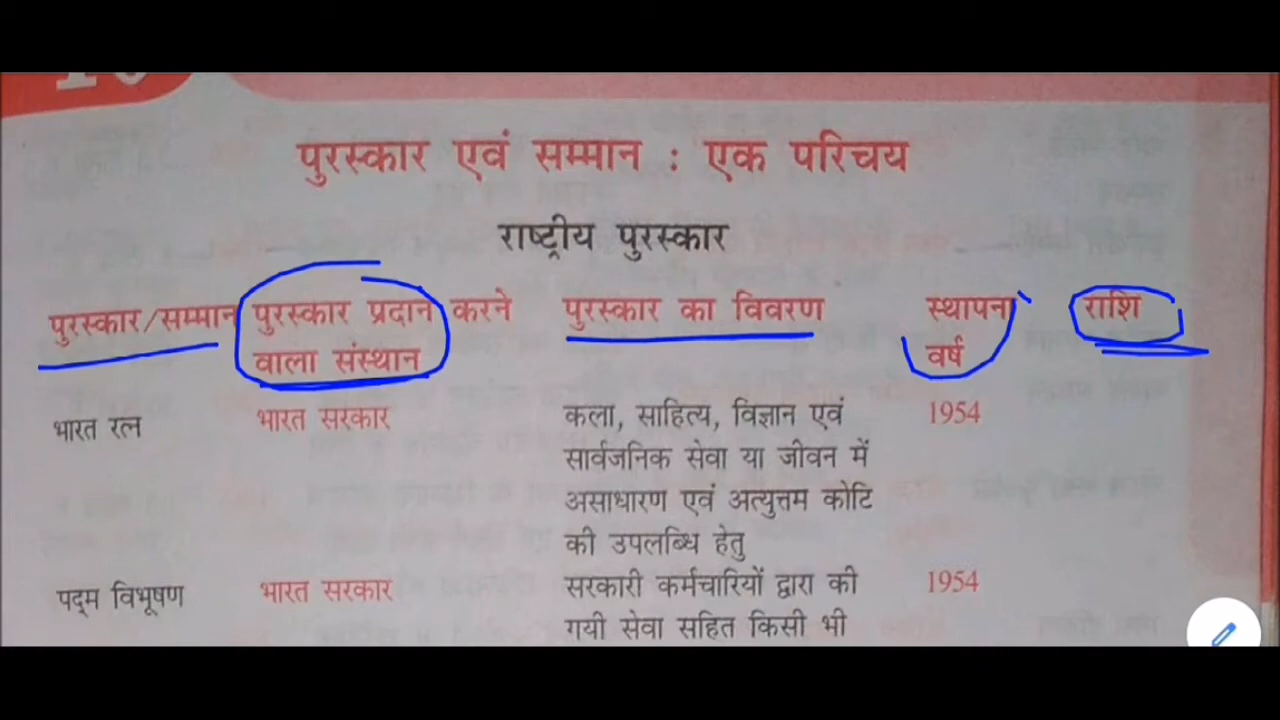 पुरस्कार एवं सम्मान : एक परिचय
राष्ट्रीय पुरस्कार
पुरस्कार/सम्मान पुरस्कार प्रदान करने पुरस्कार का विवरण स्थापना राशि
वाला संस्थान वर्ष
भारत रत्न भारत सरकार कला, साहित्य, विज्ञान एवं 1954
सार्वजनिक सेवा या जीवन में
असाधारण एवं अत्युत्तम कोटि
की उपलब्धि हेतु
पद्म विभूषण भारत सरकार सरकारी कर्मचारियों द्वारा की 1954
गयी सेवा सहित किसी भी